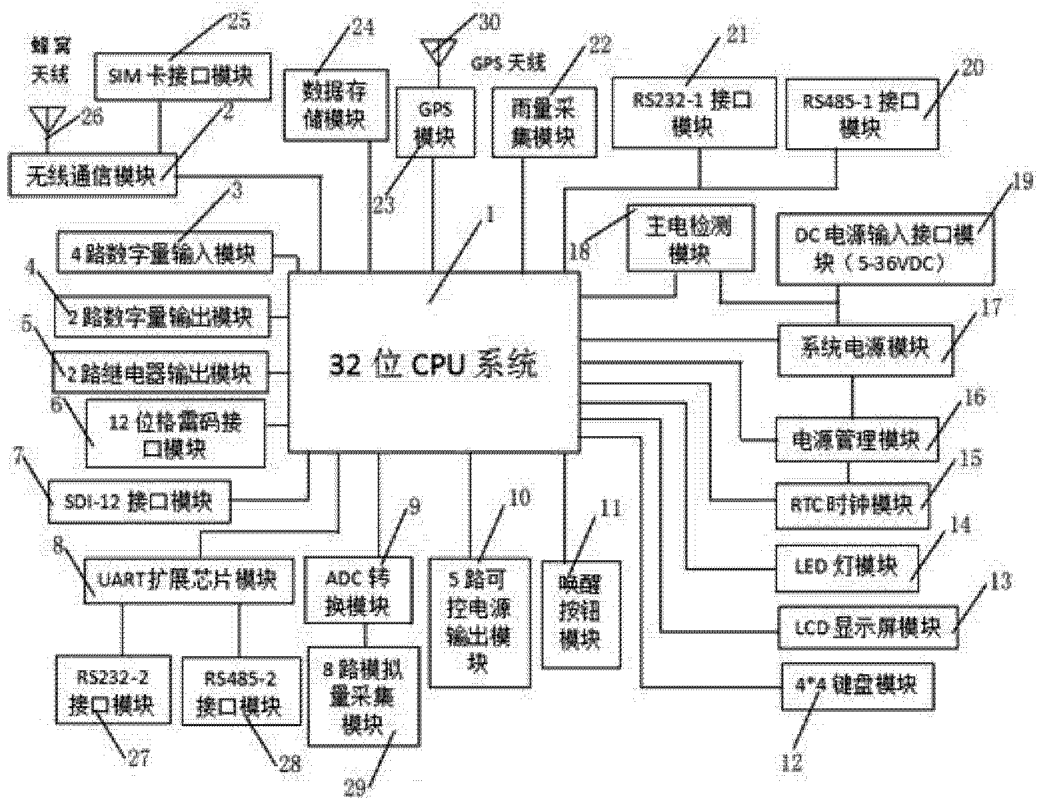 25
蜂窝
天线
SIM 卡接口模块
26
2
无线通信模块
24
数据存
储模块
30
GPS 天线
GPS
模块
23
22
雨量采
集模块
21
RS232-1 接口
模块
20
RS485-1 接口
模块
3
4 路数字量输入模块
4
2 路数字量输出模块
5
2 路继电器输出模块
6
12 位格雷码接
口模块
7
SDI-12 接口模块
1
32 位 CPU 系统
18
主电检测
模块
19
DC 电源输入接口模
块（5-36VDC）
17
系统电源模块
16
电源管理模块
15
RTC 时钟模块
14
LED 灯模块
13
LCD 显示屏模块
4*4 键盘模块
12
8
UART 扩展芯片模块
9
ADC 转
换模块
10
5 路可
控电源
输出模
块
11
唤醒
按钮
模块
RS232-2
接口模块
27
RS485-2
接口模块
28
8 路模拟
量采集
模块
29